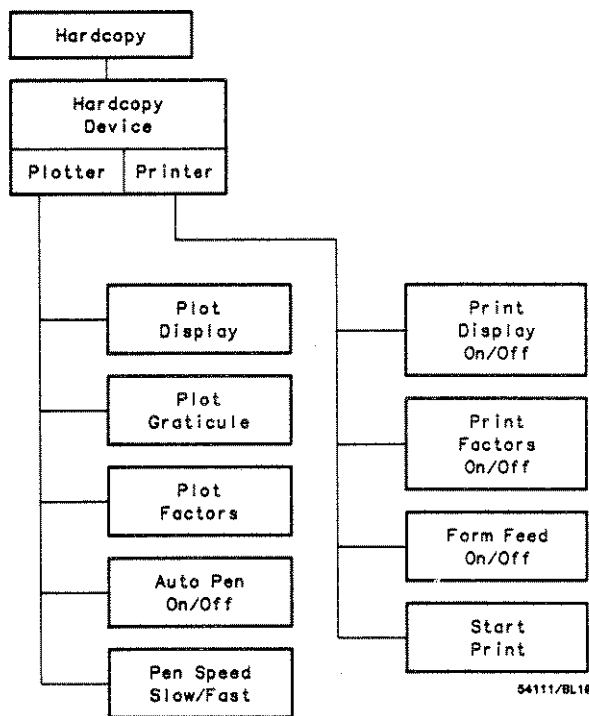 Hardcopy
Hardcopy
Device
Plotter
Printer
Plot
Display
Plot
Graticule
Plot
Factors
Auto Pen
On/Off
Pen Speed
Slow/Fast
Print
Display
On/Off
Print
Factors
On/Off
Form Feed
On/Off
Start
Print